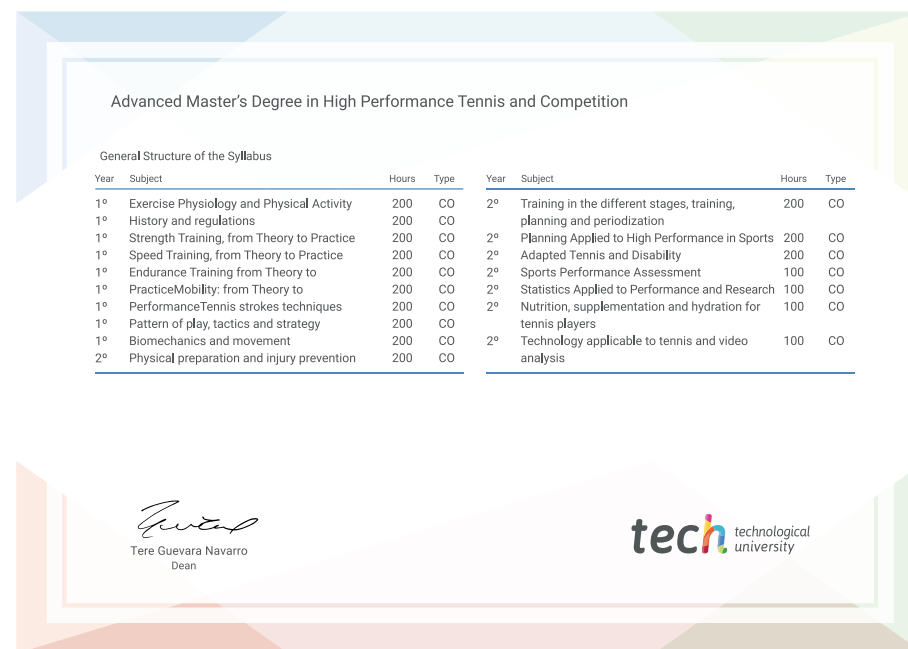 Advanced Master's Degree in High Performance Tennis and Competition
General Structure of the Syllabus
Year Subject Hours Type
1º Exercise Physiology and Physical Activity 200 CO
1º History and regulations 200 CO
1º Strength Training, from Theory to Practice 200 CO
1º Speed Training, from Theory to Practice 200 CO
1º Endurance Training from Theory to 200 CO
1º PracticeMobility: from Theory to 200 CO
1º PerformanceTennis strokes techniques 200 CO
1º Pattern of play, tactics and strategy 200 CO
1º Biomechanics and movement 200 CO
2º Physical preparation and injury prevention 200 CO
Year Subject Hours Type
2º Training in the different stages, training, 200 CO
planning and periodization
2º Planning Applied to High Performance in Sports 200 CO
2º Adapted Tennis and Disability 200 CO
2º Sports Performance Assessment 100 CO
2º Statistics Applied to Performance and Research 100 CO
2º Nutrition, supplementation and hydration for 100 CO
tennis players
2º Technology applicable to tennis and video 100 CO
analysis
Tere Guevara Navarro
Dean
tech technological
university